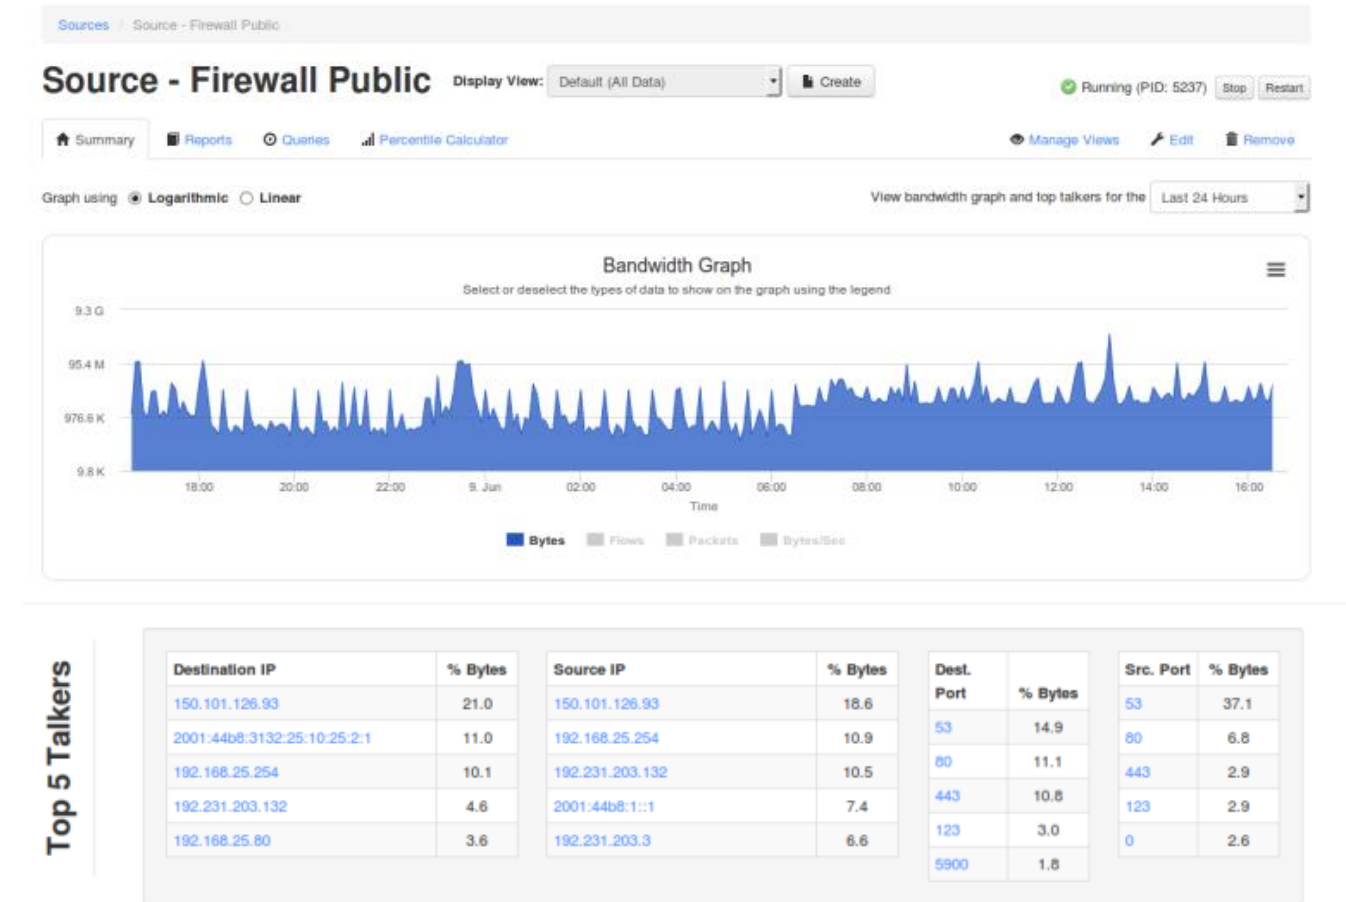 Sources / Source - Firewall Public
Source - Firewall Public Display View: Default (All Data) Create Running (PID: 5237) Stop Restart
Summary Reports Queries Percentile Calculator Manage Views Edit Remove
Graph using Logarithmic Linear View bandwidth graph and top talkers for the Last 24 Hours
Bandwidth Graph
Select or deselect the types of data to show on the graph using the legend
9.3 G
95.4 M
976.6 K
9.8 K
18:00 20:00 22:00 9. Jun 02:00 04:00 06:00 08:00 10:00 12:00 14:00 16:00
Time
Bytes Flows Packets Bytes/Sec
Top 5 Talkers
Destination IP % Bytes
150.101.126.93 21.0
2001:44b8:3132:25:10:25:2:1 11.0
192.168.25.254 10.1
192.231.203.132 4.6
192.168.25.80 3.6
Source IP % Bytes
150.101.126.93 18.6
192.168.25.254 10.9
192.231.203.132 10.5
2001:44b8:1::1 7.4
192.231.203.3 6.6
Dest.
Port % Bytes
53 14.9
80 11.1
443 10.8
123 3.0
5900 1.8
Src. Port % Bytes
53 37.1
80 6.8
443 2.9
123 2.9
0 2.6